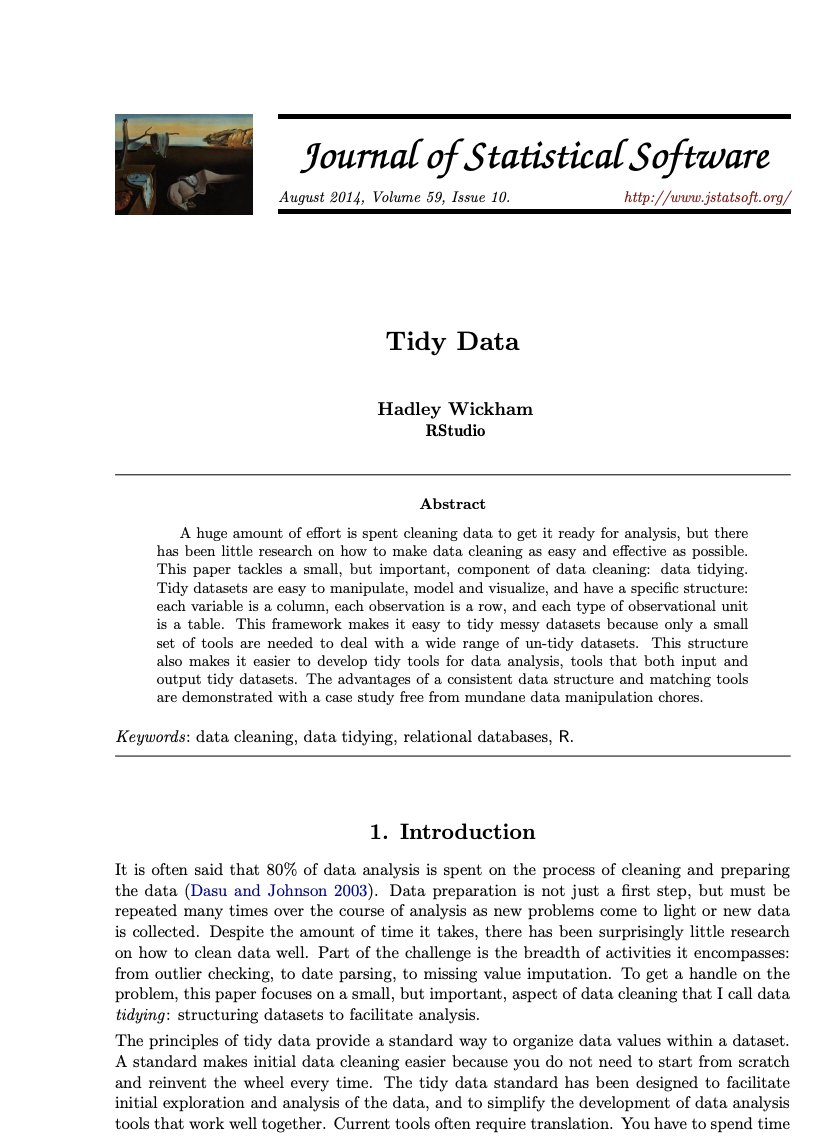 Journal of Statistical Software
August 2014, Volume 59, Issue 10.
http://www.jstatsoft.org/
Tidy Data
Hadley Wickham
RStudio
Abstract
A huge amount of effort is spent cleaning data to get it ready for analysis, but there
has been little research on how to make data cleaning as easy and effective as possible.
This paper tackles a small, but important, component of data cleaning: data tidying.
Tidy datasets are easy to manipulate, model and visualize, and have a specific structure:
each variable is a column, each observation is a row, and each type of observational unit
is a table. This framework makes it easy to tidy messy datasets because only a small
set of tools are needed to deal with a wide range of un-tidy datasets. This structure
also makes it easier to develop tidy tools for data analysis, tools that both input and
output tidy datasets. The advantages of a consistent data structure and matching tools
are demonstrated with a case study free from mundane data manipulation chores.
Keywords: data cleaning, data tidying, relational databases, R.
1. Introduction
It is often said that 80% of data analysis is spent on the process of cleaning and preparing
the data (Dasu and Johnson 2003). Data preparation is not just a first step, but must be
repeated many times over the course of analysis as new problems come to light or new data
is collected. Despite the amount of time it takes, there has been surprisingly little research
on how to clean data well. Part of the challenge is the breadth of activities it encompasses:
from outlier checking, to date parsing, to missing value imputation. To get a handle on the
problem, this paper focuses on a small, but important, aspect of data cleaning that I call data
tidying: structuring datasets to facilitate analysis.
The principles of tidy data provide a standard way to organize data values within a dataset.
A standard makes initial data cleaning easier because you do not need to start from scratch
and reinvent the wheel every time. The tidy data standard has been designed to facilitate
initial exploration and analysis of the data, and to simplify the development of data analysis
tools that work well together. Current tools often require translation. You have to spend time